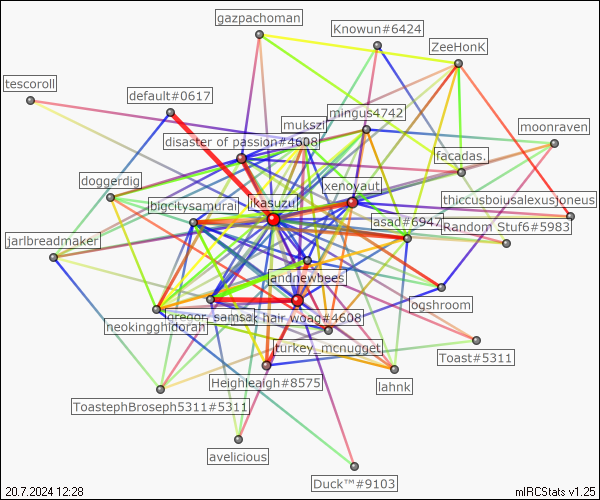 gazpachoman
Knowun#6424
ZeeHonK
tescoroll
default#0617
mingus4742
mukszi
moonraven
disaster of passion#4608
facadas.
doggerdig
xenoyaut
thiccusboiusalexusjoneus
bigcitysamurai
ikasuzu
asad#6947
Random Stuf6#5983
jarlbreadmaker
andnewbees
ogshroom
gregor_samsa
k hair woag#4608
neokingghidorah
turkey_mcnugget
Toast#5311
Heighleaigh#8575
lahnk
ToastephBroseph5311#5311
avelicious
Duck™#9103
20.7.2024 12:28
mIRCStats v1.25